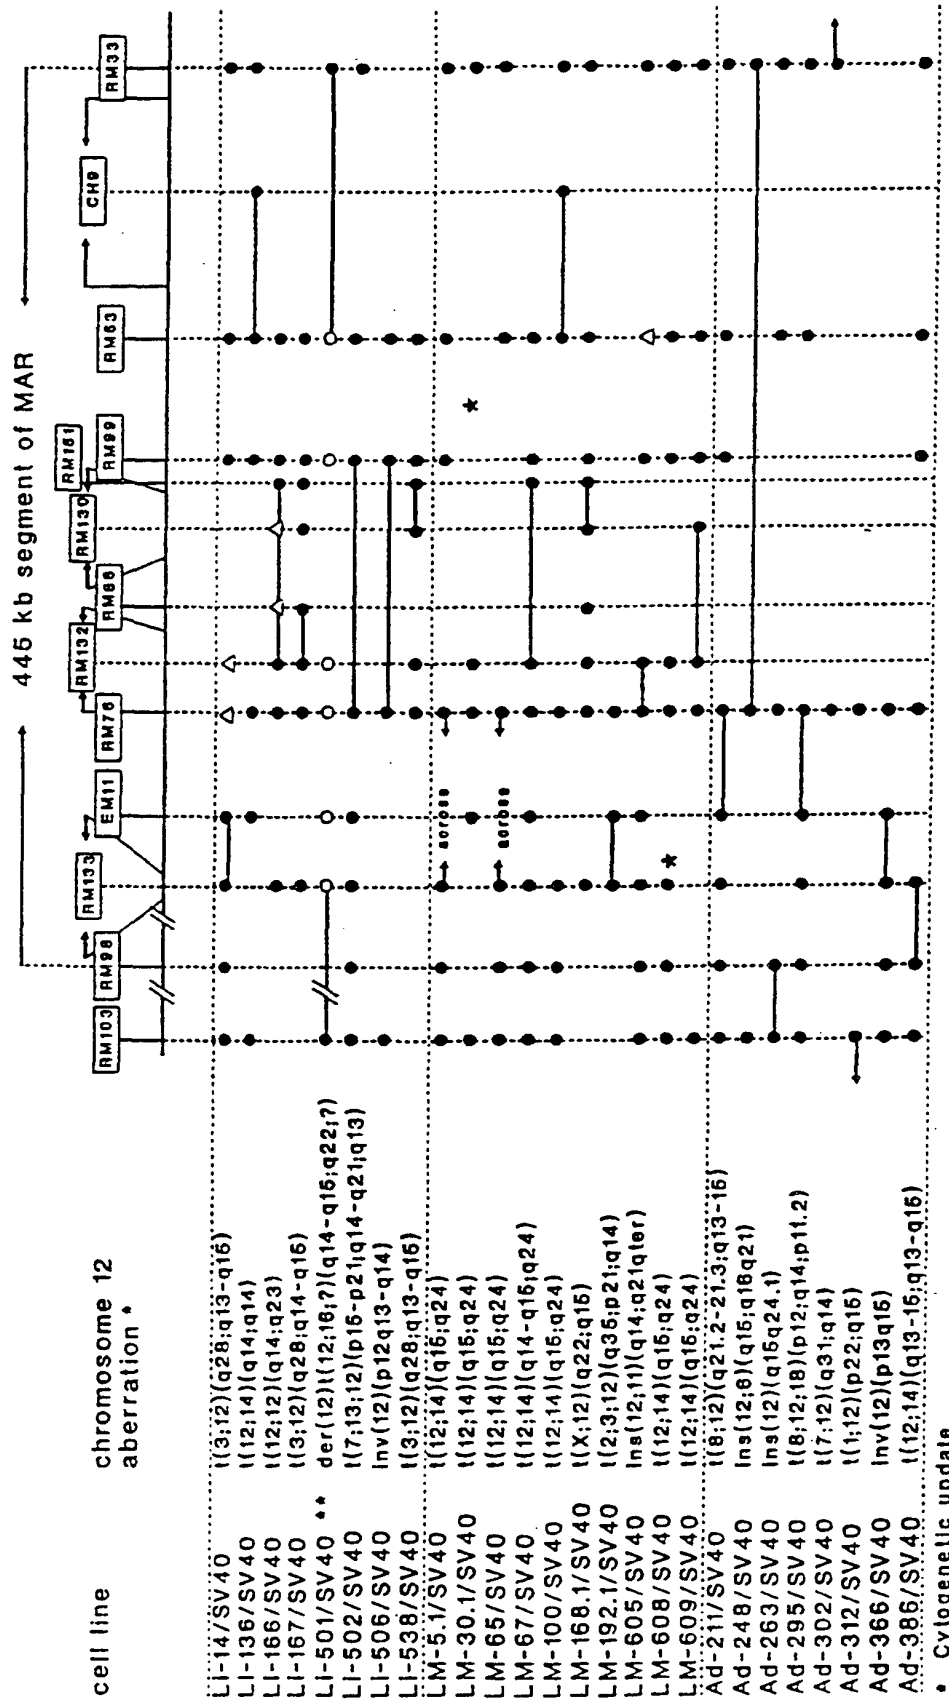 446 kb segment of MAR
RM103
RM98
RM133
EM11
RM76
RM132
RM66
RM130
RM161
RM99
RM63
CH9
RM33
cell line
chromosome 12
aberration *
LI-14/SV40 t(3;12)(q28;q13-q15)
LI-136/SV40 t(12;14)(q14;q14)
LI-166/SV40 t(12;12)(q14;q23)
LI-167/SV40 t(3;12)(q28;q14-q15)
LI-501/SV40 ** der(12)t(12;16;?)(q14-q15;q22;?)
LI-502/SV40 t(7;13;12)(p15-p21;q14-q21;q13)
LI-506/SV40 Inv(12)(p12q13-q14)
LI-538/SV40 t(3;12)(q28;q13-q15)
LM-5.1/SV40 t(12;14)(q15;q24)
across
LM-30.1/SV40 t(12;14)(q15;q24)
*
LM-65/SV40 t(12;14)(q15;q24)
across
LM-67/SV40 t(12;14)(q14-15;q24)
LM-100/SV40 t(12;14)(q15;q24)
LM-168.1/SV40 t(X;12)(q22;q15)
LM-192.1/SV40 t(2;3;12)(q35;p21;q14)
LM-605/SV40 Ins(12;11)(q14;q21qter)
LM-608/SV40 t(12;14)(q15;q24)
*
LM-609/SV40 t(12;14)(q15;q24)
Ad-211/SV40 t(8;12)(q21.2-21.3;q13-15)
Ad-248/SV40 Ins(12;6)(q15;q16q21)
Ad-263/SV40 Ins(12)(q15q24.1)
Ad-295/SV40 t(8;12;18)(p12;q14;p11.2)
Ad-302/SV40 t(7;12)(q31;q14)
Ad-312/SV40 t(1;12)(p22;q15)
Ad-366/SV40 Inv(12)(p13q15)
Ad-386/SV40 t(12;14)(q13-15;q13-q15)
* Cytogenetic update